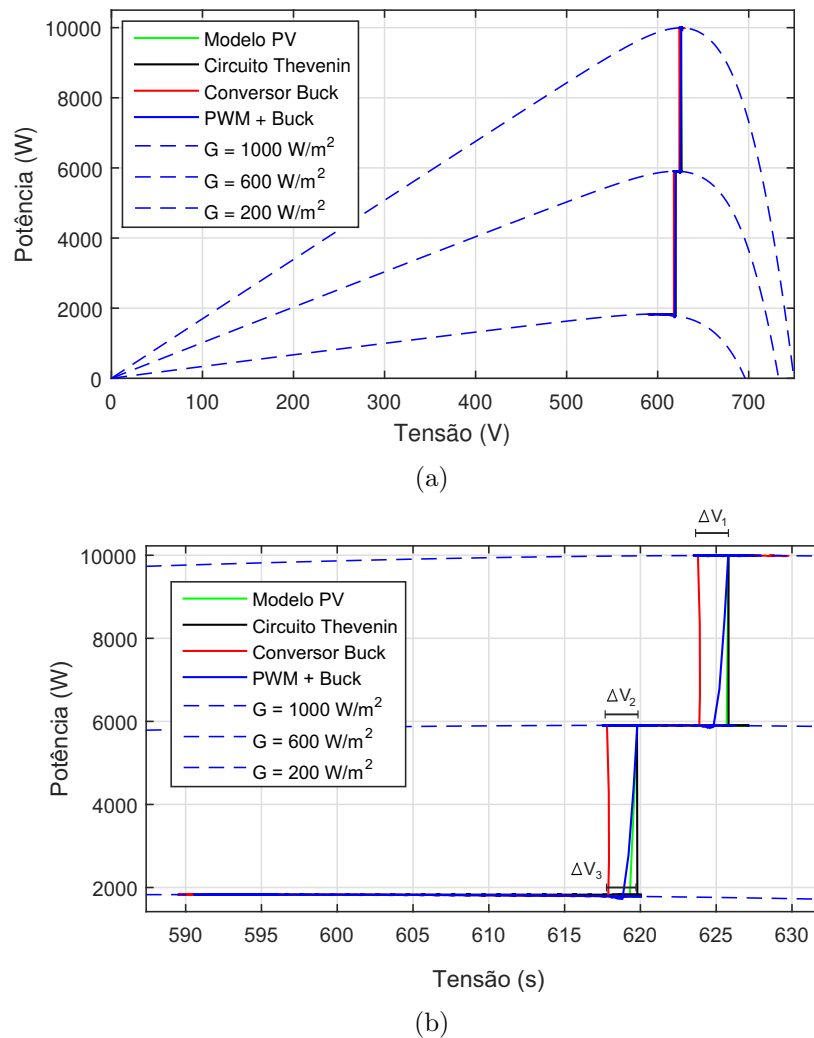 10000
8000
6000
4000
2000
0
Potência (W)
Modelo PV
Circuito Thevenin
Conversor Buck
PWM + Buck
G = 1000 W/m²
G = 600 W/m²
G = 200 W/m²
0 100 200 300 400 500 600 700
Tensão (V)
(a)
ΔV₁
10000
8000
6000
4000
2000
Potência (W)
Modelo PV
Circuito Thevenin
Conversor Buck
PWM + Buck
G = 1000 W/m²
G = 600 W/m²
G = 200 W/m²
ΔV₂
ΔV₃
590 595 600 605 610 615 620 625 630
Tensão (s)
(b)